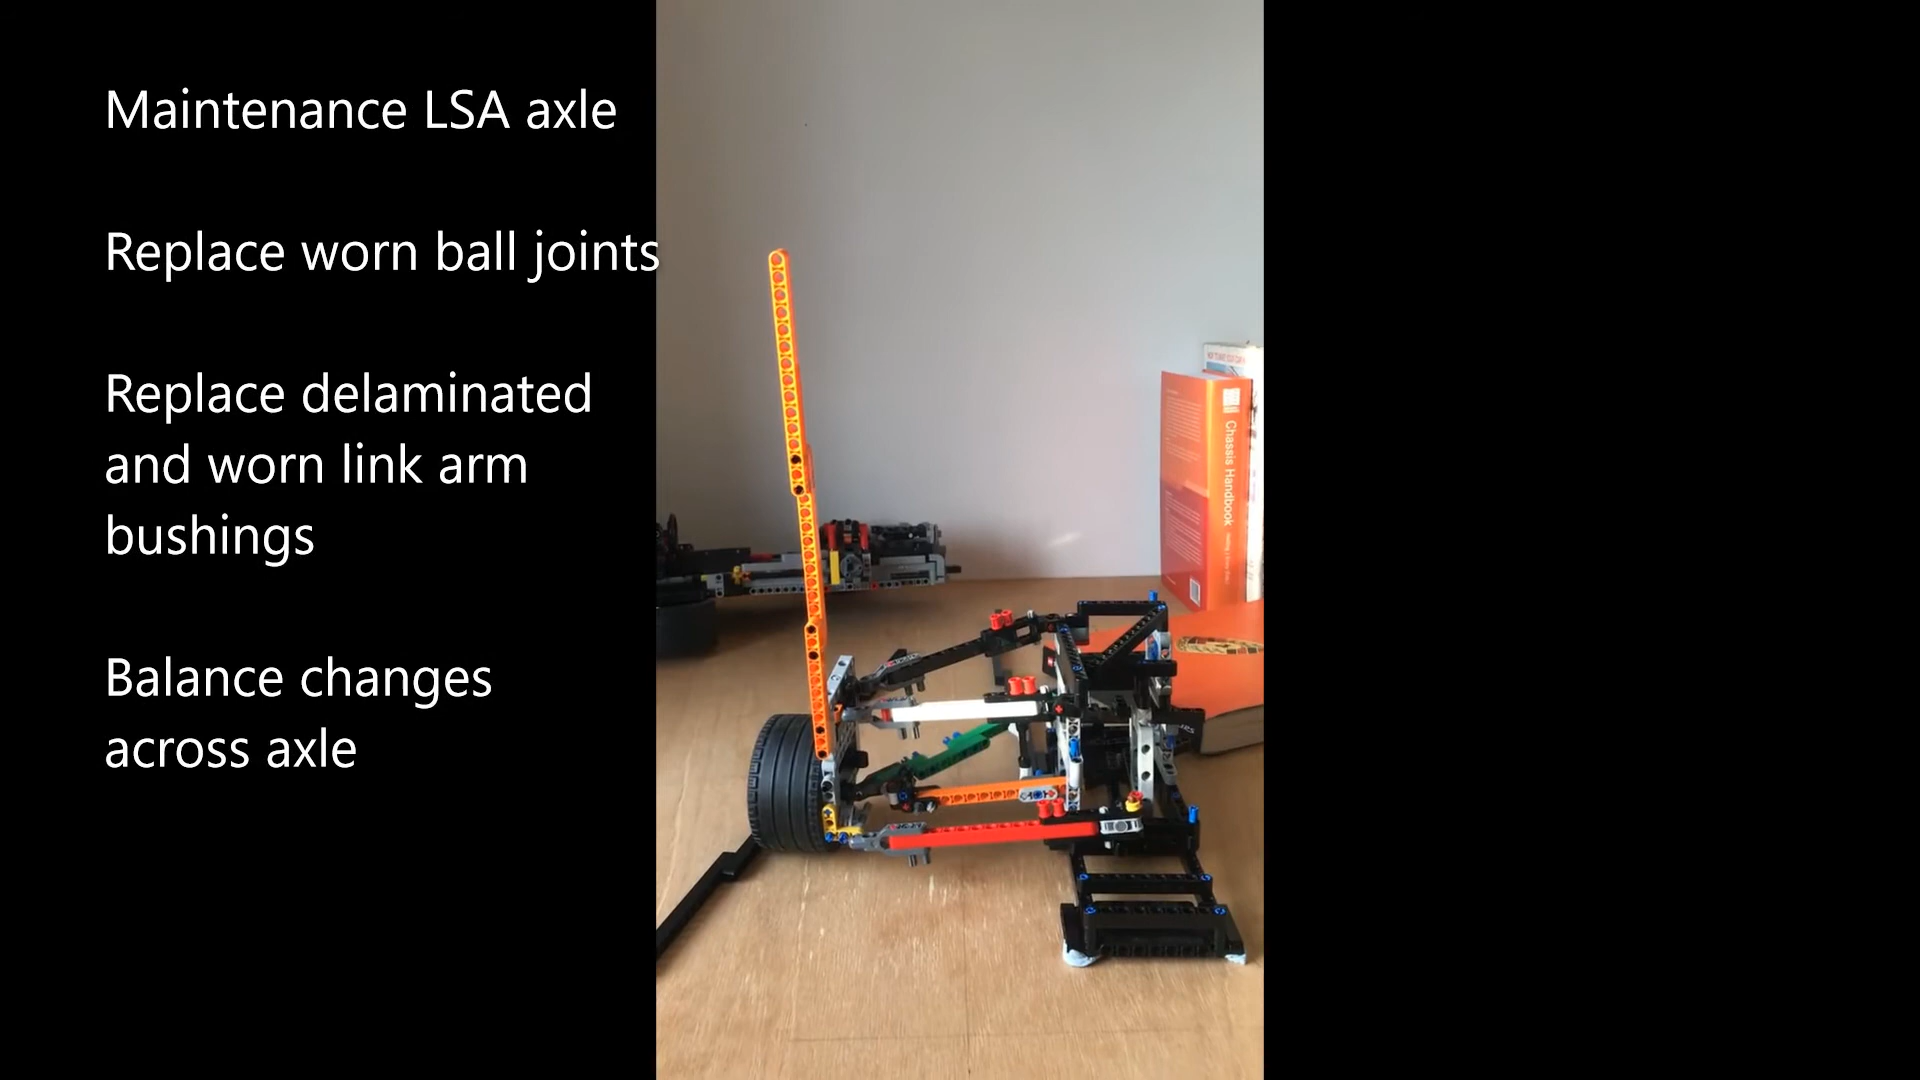 Maintenance LSA axle
Replace worn ball joints
Replace delaminated
and worn link arm
bushings
Balance changes
across axle
Chassis Handbook